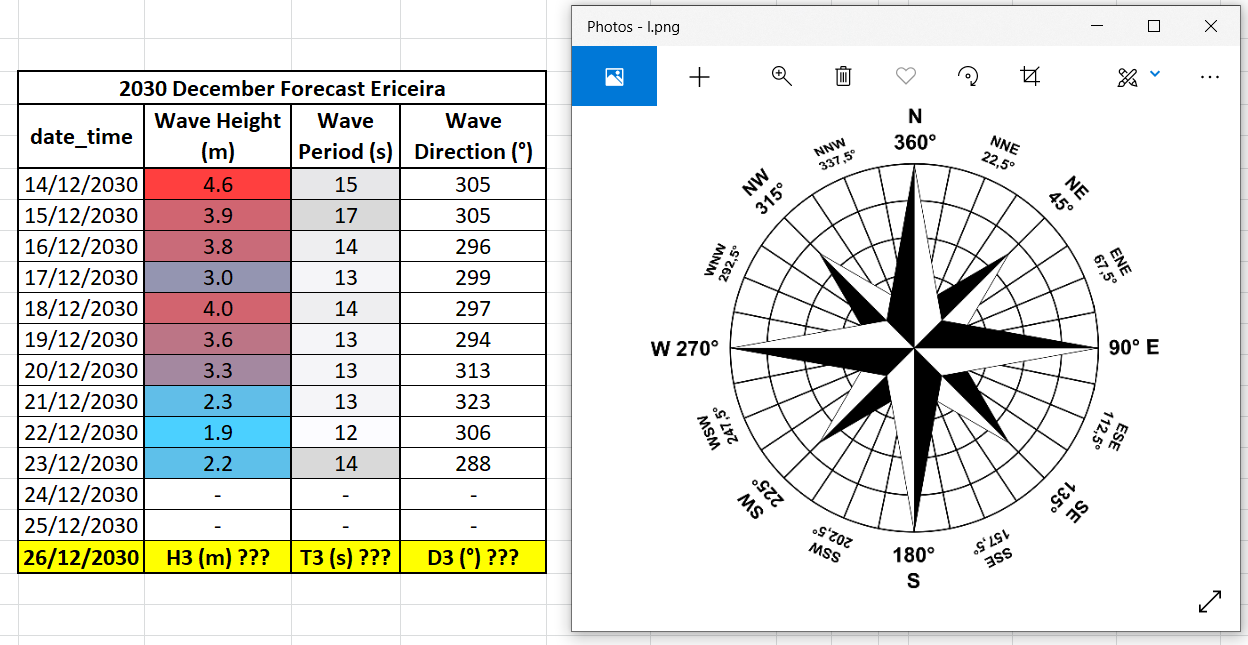 2030 December Forecast Ericeira
date_time Wave Height (m) Wave Period (s) Wave Direction (°)
14/12/2030 4.6 15 305
15/12/2030 3.9 17 305
16/12/2030 3.8 14 296
17/12/2030 3.0 13 299
18/12/2030 4.0 14 297
19/12/2030 3.6 13 294
20/12/2030 3.3 13 313
21/12/2030 2.3 13 323
22/12/2030 1.9 12 306
23/12/2030 2.2 14 288
24/12/2030 - - -
25/12/2030 - - -
26/12/2030 H3 (m) ??? T3 (s) ??? D3 (°) ???
Photos - l.png
N
360°
NNE
22,5°
NE
45°
ENE
67,5°
90° E
ESE
112,5°
SE
135°
SSE
157,5°
180°
S
SSW
202,5°
SW
225°
WSW
247,5°
W 270°
WNW
292,5°
NW
315°
NNW
337,5°